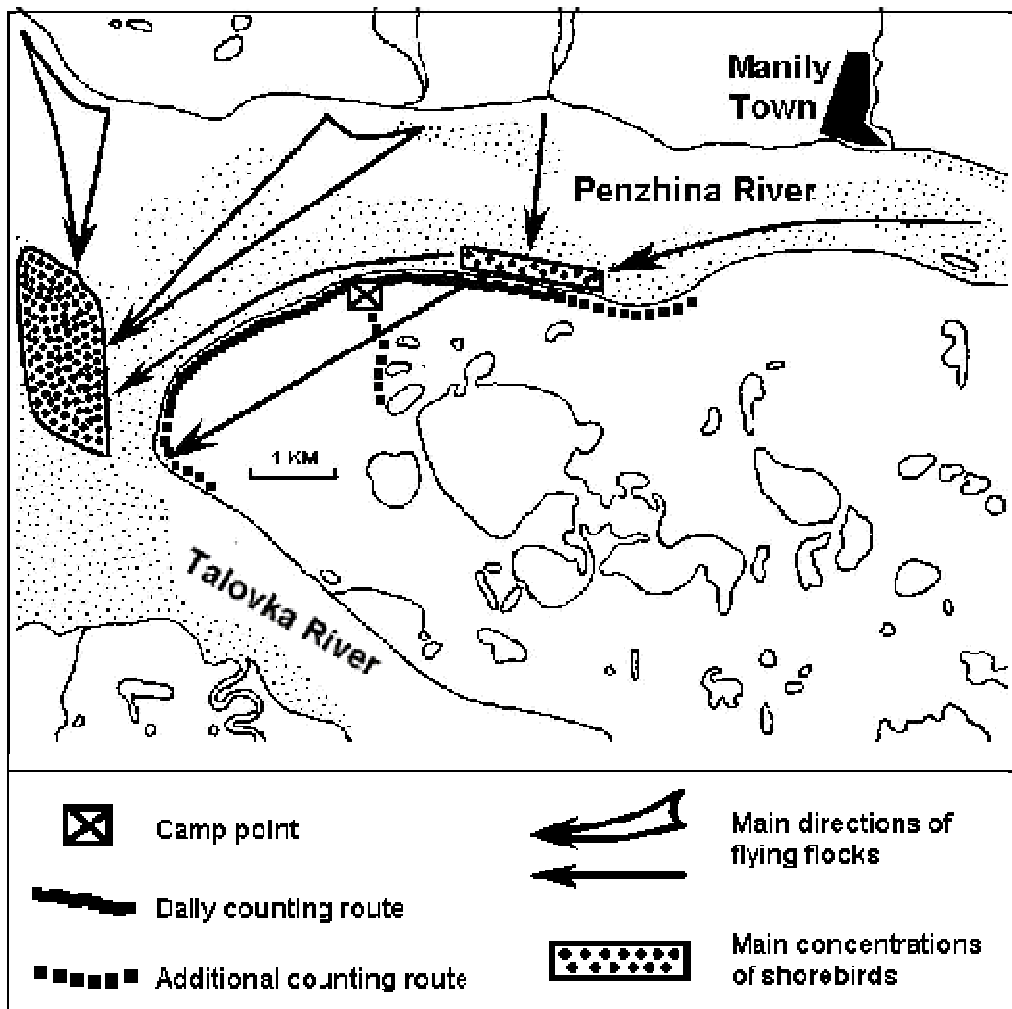 Manily
Town
Penzhina River
1 KM
Talovka River
Camp point
Daily counting route
Additional counting route
Main directions of
flying flocks
Main concentrations
of shorebirds